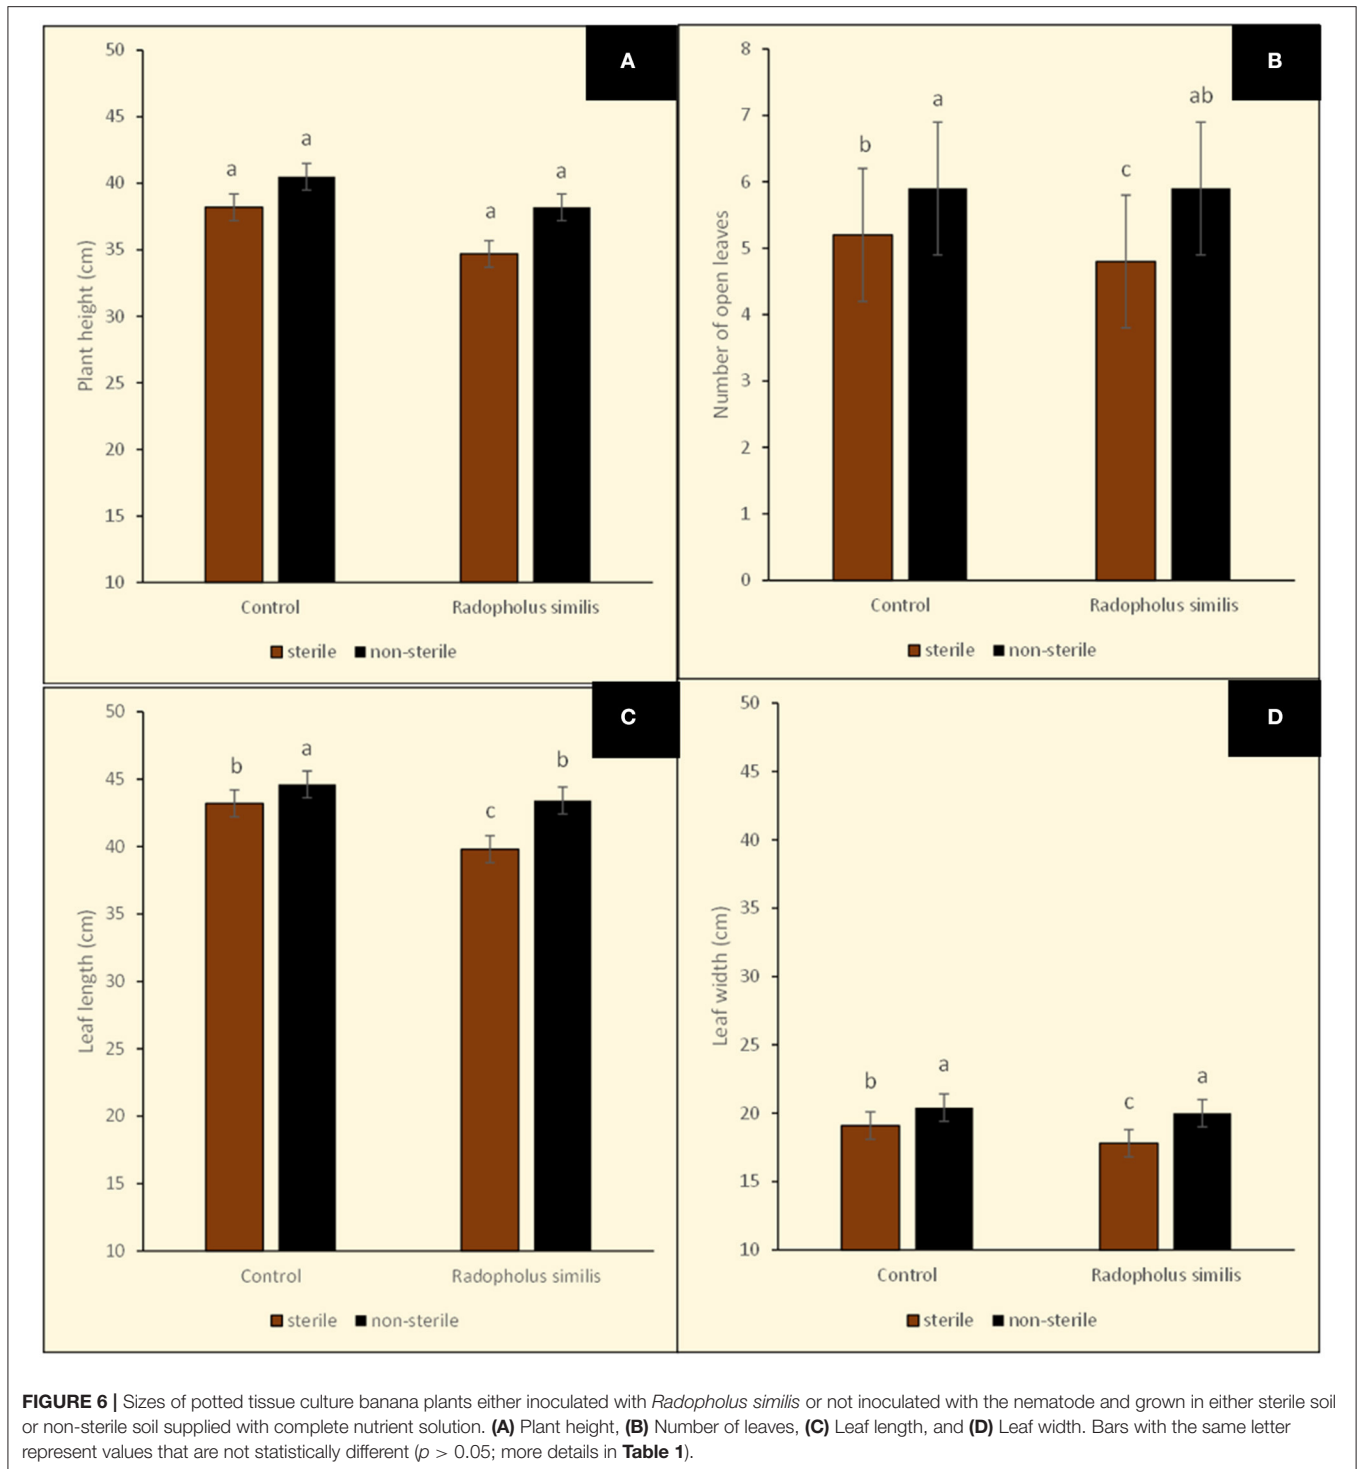 A
50
45
40
35
30
25
20
15
10
Plant height (cm)
a
a
a
a
Control
Radopholus similis
sterile
non-sterile
B
8
7
6
5
4
3
2
1
0
Number of open leaves
b
a
c
ab
Control
Radopholus similis
sterile
non-sterile
C
50
45
40
35
30
25
20
15
10
Leaf length (cm)
b
a
c
b
Control
Radopholus similis
sterile
non-sterile
D
50
45
40
35
30
25
20
15
10
Leaf width (cm)
b
a
c
a
Control
Radopholus similis
sterile
non-sterile
FIGURE 6 | Sizes of potted tissue culture banana plants either inoculated with Radopholus similis or not inoculated with the nematode and grown in either sterile soil
or non-sterile soil supplied with complete nutrient solution. (A) Plant height, (B) Number of leaves, (C) Leaf length, and (D) Leaf width. Bars with the same letter
represent values that are not statistically different (p > 0.05; more details in Table 1).